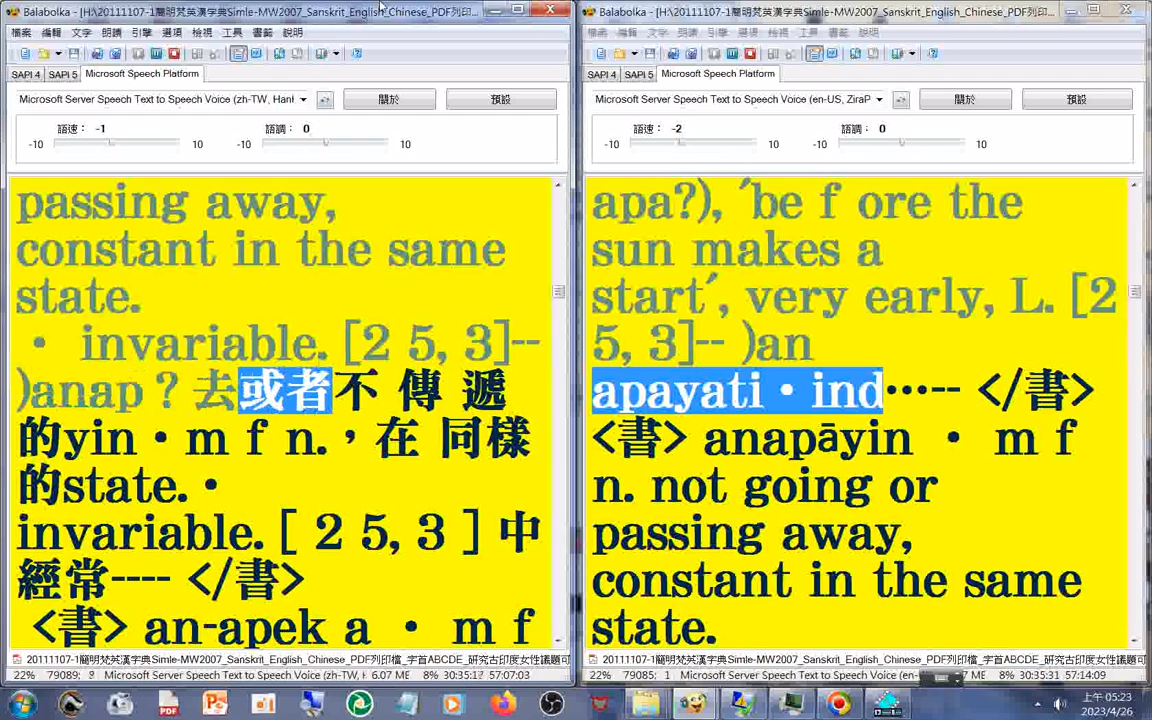 Balabolka - [H:\20111107-1簡明梵英漢字典Simle-MW2007_Sanskrit_English_Chinese_PDF列印...
檔案 編輯 文字 朗讀 引擎 選項 檢視 工具 書籤 說明
SAPI 4 SAPI 5 Microsoft Speech Platform
Microsoft Server Speech Text to Speech Voice (zh-TW, Han 關於 預設
語速： -1 語調： 0
-10 10 -10 10
passing away,
constant in the same
state.
• invariable. [2 5, 3]--
)anap？去或者不 傳 遞
的yin・m f n.，在 同樣
的state.・
invariable. [ 2 5, 3 ] 中
經常---- </書>
<書> an-apek a ・ m f
20111107-1簡明梵英漢字典Simle-MW2007_Sanskrit_English_Chinese_PDF列印檔_字首ABCDE_研究古印度女性議題可
22% 79089: Microsoft Server Speech Text to Speech Voice (zh-TW, 6.07 ME 8% 30:35:31 57:07:03
Balabolka - [H:\20111107-1簡明梵英漢字典Simle-MW2007_Sanskrit_English_Chinese_PDF列印...
檔案 編輯 文字 朗讀 引擎 選項 檢視 工具 書籤 說明
SAPI 4 SAPI 5 Microsoft Speech Platform
Microsoft Server Speech Text to Speech Voice (en-US, ZiraP 關於 預設
語速： -2 語調： 0
-10 10 -10 10
apa?), ′be f ore the
sun makes a
start′, very early, L. [2
5, 3]-- )an
apayati・ind…-- </書>
<書> anapāyin ・ m f
n. not going or
passing away,
constant in the same
state.
20111107-1簡明梵英漢字典Simle-MW2007_Sanskrit_English_Chinese_PDF列印檔_字首ABCDE_研究古印度女性議題可
22% 79085: 1 Microsoft Server Speech Text to Speech Voice 8% 30:35:31 57:14:09
上午 05:23
2023/4/26